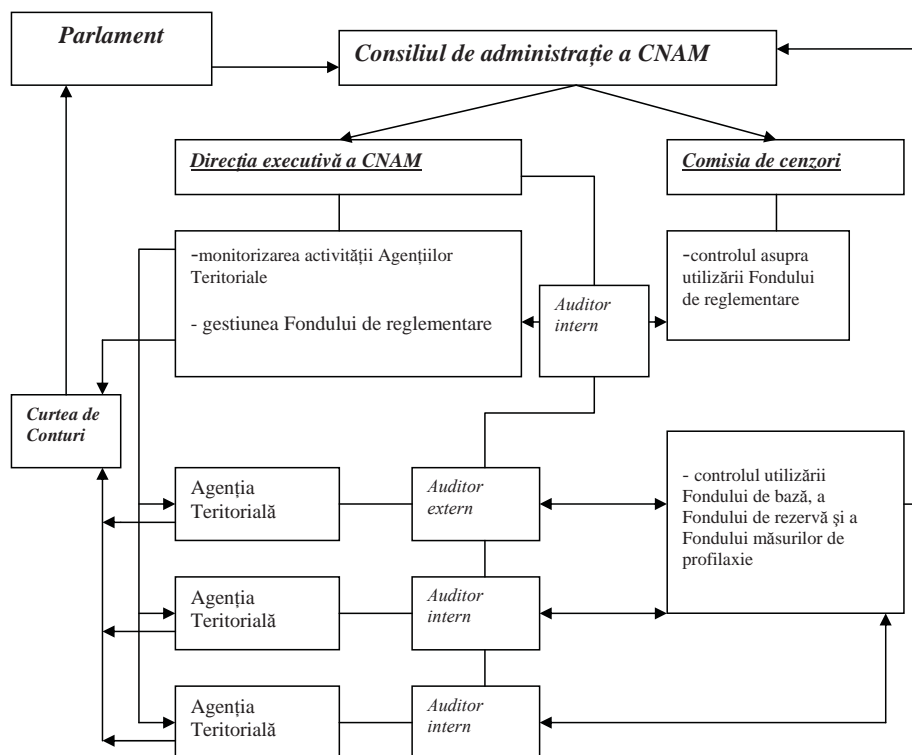 Parlament
Consiliul de administrație a CNAM
Direcția executivă a CNAM
Comisia de cenzori
-monitorizarea activității Agențiilor
Teritoriale
- gestiunea Fondului de reglementare
Auditor
intern
-controlul asupra
utilizării Fondului
de reglementare
Curtea de
Conturi
Agenția
Teritorială
Auditor
extern
- controlul utilizării
Fondului de bază, a
Fondului de rezervă și a
Fondului măsurilor de
profilaxie
Agenția
Teritorială
Auditor
intern
Agenția
Teritorială
Auditor
intern